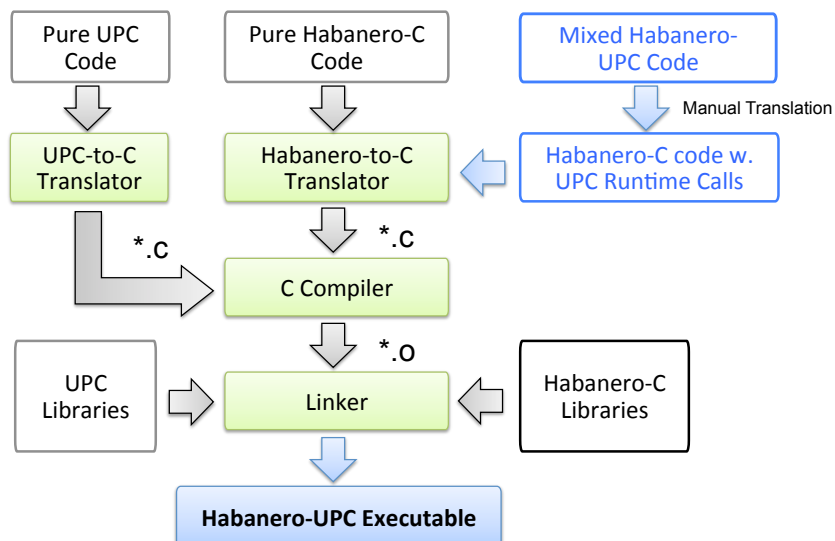 Pure UPC
Code
Pure Habanero-C
Code
Mixed Habanero-
UPC Code
Manual Translation
UPC-to-C
Translator
Habanero-to-C
Translator
Habanero-C code w.
UPC Runtime Calls
*.c
*.c
C Compiler
*.o
UPC
Libraries
Linker
Habanero-C
Libraries
Habanero-UPC Executable